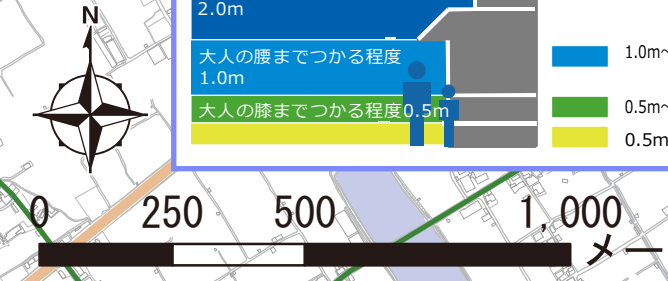 N
2.0m
大人の腰までつかる程度
1.0m
大人の膝までつかる程度0.5m
1.0m~
0.5m~
0.5m
0 250 500 1,000
メー